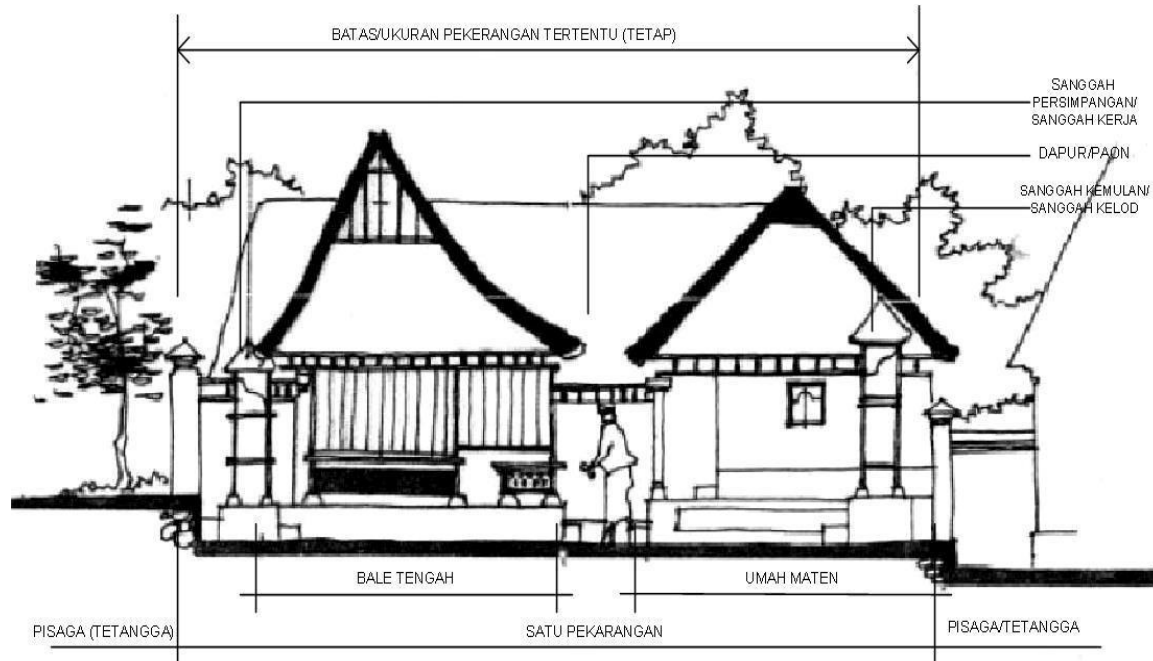 BATAS/UKURAN PEKERANGAN TERTENTU (TETAP)
SANGGAH
PERSIMPANGAN/
SANGGAH KERJA
DAPUR/PAON
SANGGAH KEMULAN/
SANGGAH KELOD
BALE TENGAH
UMAH MATEN
PISAGA (TETANGGA)
SATU PEKARANGAN
PISAGA/TETANGGA